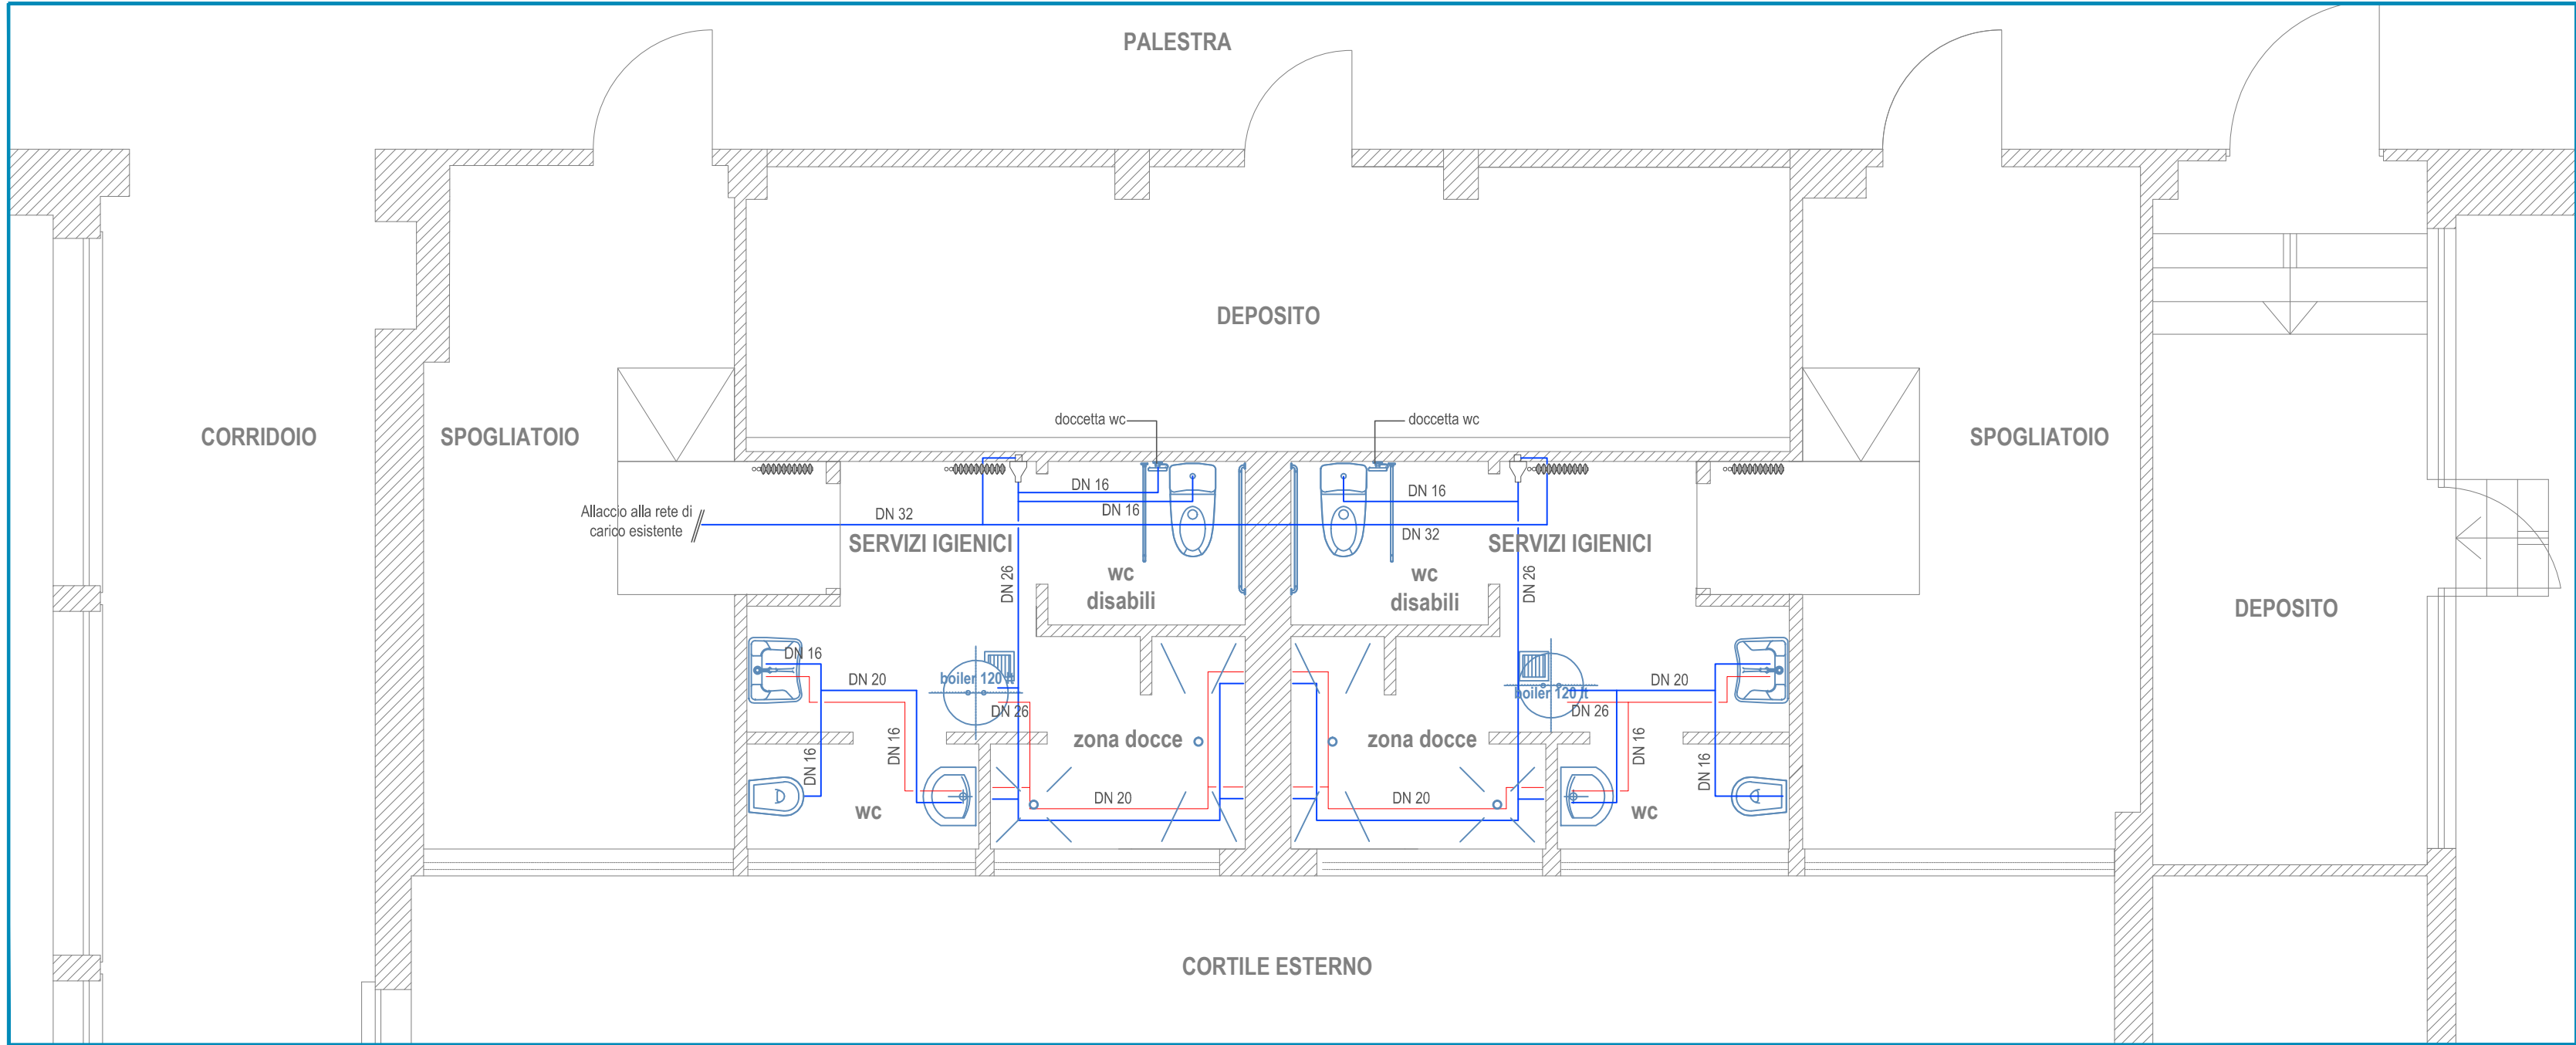 PALESTRA
DEPOSITO
doccetta wc
doccetta wc
CORRIDOIO
SPOGLIATOIO
SPOGLIATOIO
DN 16
DN 16
DN 16
Allaccio alla rete di
carico esistente
DN 32
DN 32
SERVIZI IGIENICI
SERVIZI IGIENICI
DN 26
wc
disabili
wc
disabili
DN 26
DEPOSITO
DN 16
DN 20
boiler 120 lt
DN 26
boiler 120 lt
DN 26
DN 20
DN 16
DN 16
zona docce
zona docce
DN 16
DN 16
DN 20
DN 20
wc
wc
CORTILE ESTERNO